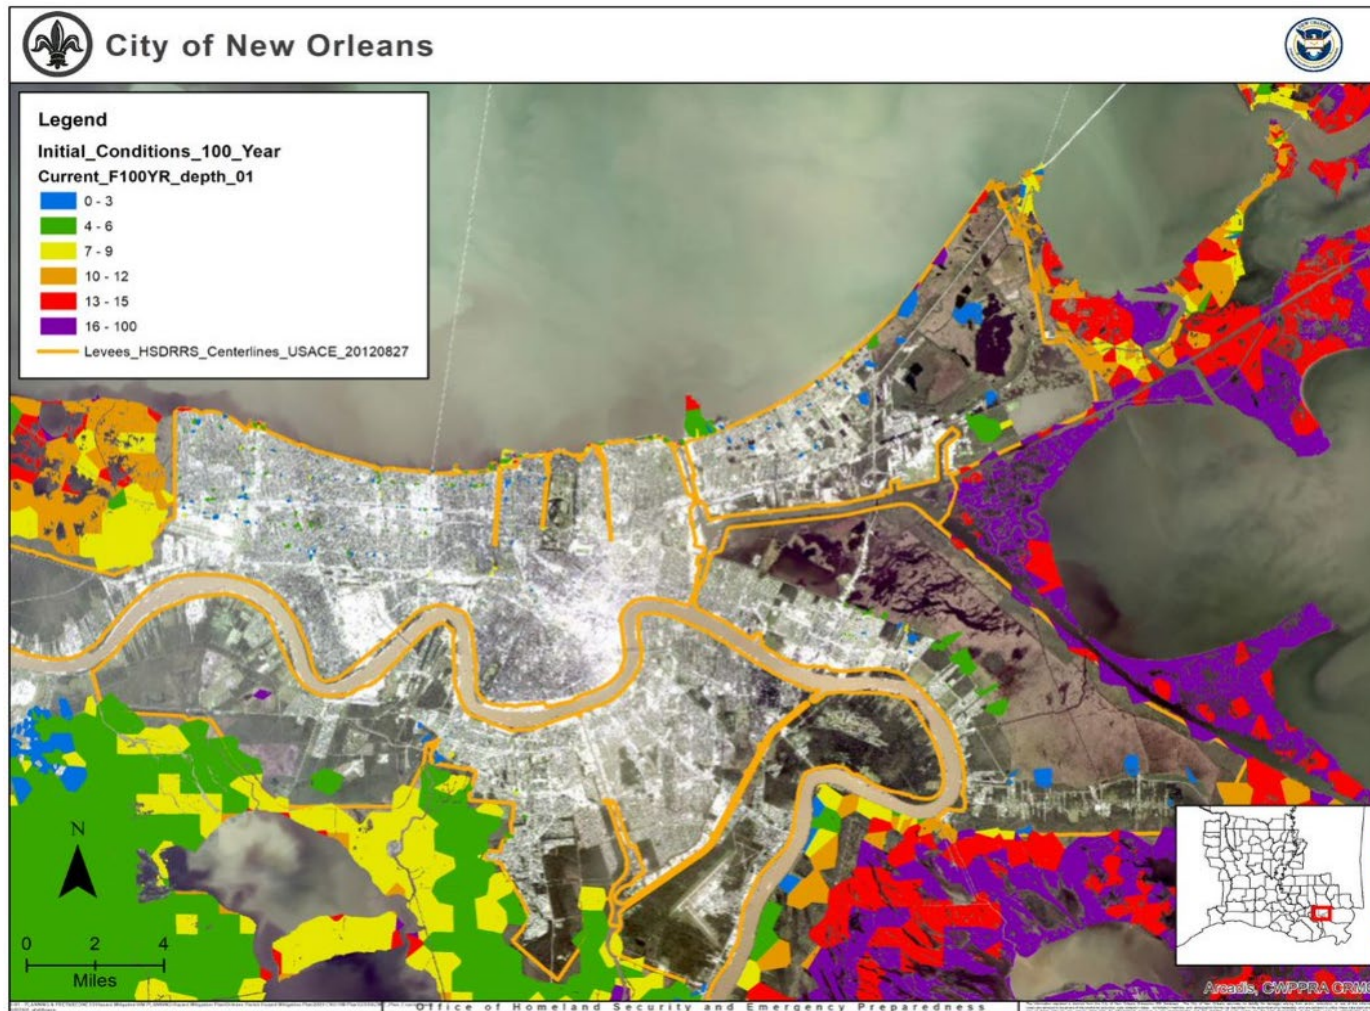 City of New Orleans
Legend
Initial_Conditions_100_Year
Current_F100YR_depth_01
0 - 3
4 - 6
7 - 9
10 - 12
13 - 15
16 - 100
Levees_HSDRRS_Centerlines_USACE_20120827
N
0 2 4
Miles
Arcadis, CWPPRA CRMS
Office of Homeland Security and Emergency Preparedness